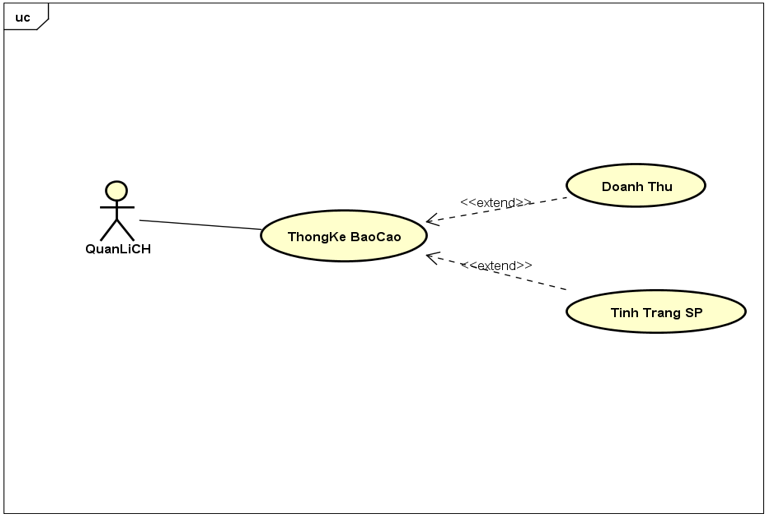 uc
<<extend>>
Doanh Thu
QuanLiCH
ThongKe BaoCao
<<extend>>
Tinh Trang SP